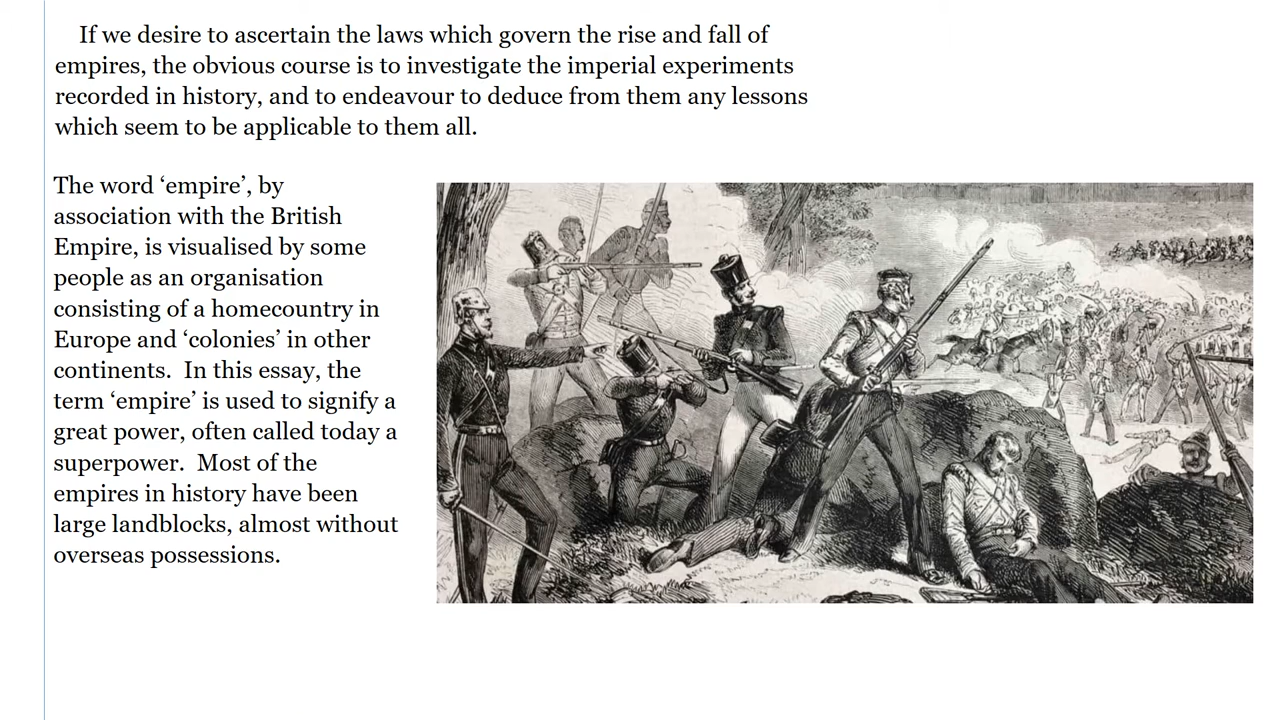 If we desire to ascertain the laws which govern the rise and fall of
empires, the obvious course is to investigate the imperial experiments
recorded in history, and to endeavour to deduce from them any lessons
which seem to be applicable to them all.
The word ‘empire’, by
association with the British
Empire, is visualised by some
people as an organisation
consisting of a homecountry in
Europe and ‘colonies’ in other
continents.  In this essay, the
term ‘empire’ is used to signify a
great power, often called today a
superpower.  Most of the
empires in history have been
large landblocks, almost without
overseas possessions.